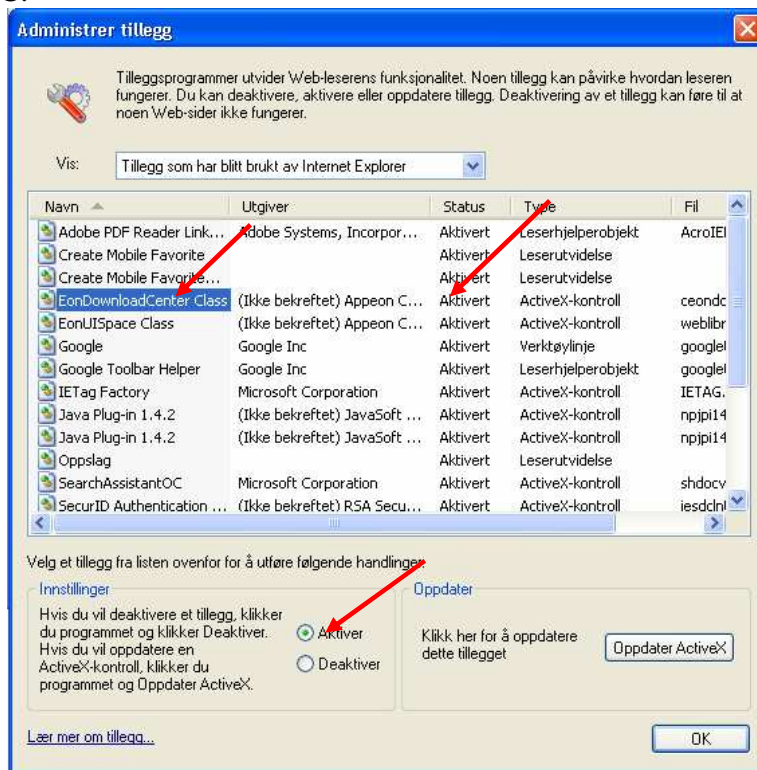 Administrer tillegg
Tilleggsprogrammer utvider Web-leserens funksjonalitet. Noen tillegg kan påvirke hvordan leseren
fungerer. Du kan deaktivere, aktivere eller oppdatere tillegg. Deaktivering av et tillegg kan føre til at
noen Web-sider ikke fungerer.
Vis: Tillegg som har blitt brukt av Internet Explorer
Navn Utgiver Status Type Fil
Adobe PDF Reader Link... Adobe Systems, Incorpor... Aktivert Leserhjelperobjekt AcroIEI
Create Mobile Favorite Aktivert Leserutvidelse
Create Mobile Favorite... Aktivert Leserutvidelse
EonDownloadCenter Class (Ikke bekreftet) Appeon C... Aktivert ActiveX-kontroll ceondc
EonUISpace Class (Ikke bekreftet) Appeon C... Aktivert ActiveX-kontroll weblibr
Google Google Inc Aktivert Verktøylinje googlel
Google Toolbar Helper Google Inc Aktivert Leserhjelperobjekt googlel
IETag Factory Microsoft Corporation Aktivert ActiveX-kontroll IETAG.
Java Plug-in 1.4.2 (Ikke bekreftet) JavaSoft ... Aktivert ActiveX-kontroll npjpi14
Java Plug-in 1.4.2 (Ikke bekreftet) JavaSoft ... Aktivert ActiveX-kontroll npjpi14
Oppslag Aktivert Leserutvidelse
SearchAssistantOC Microsoft Corporation Aktivert ActiveX-kontroll shdocv
SecurID Authentication ... (Ikke bekreftet) RSA Secu... Aktivert ActiveX-kontroll iesdclnl
Velg et tillegg fra listen ovenfor for å utføre følgende handlinger:
Innstillinger
Hvis du vil deaktivere et tillegg, klikker
du programmet og klikker Deaktiver.
Hvis du vil oppdatere en
ActiveX-kontroll, klikker du
programmet og Oppdater ActiveX.
Aktiver
Deaktiver
Oppdater
Klikk her for å oppdatere
dette tillegget
Oppdater ActiveX
Lær mer om tillegg...
OK